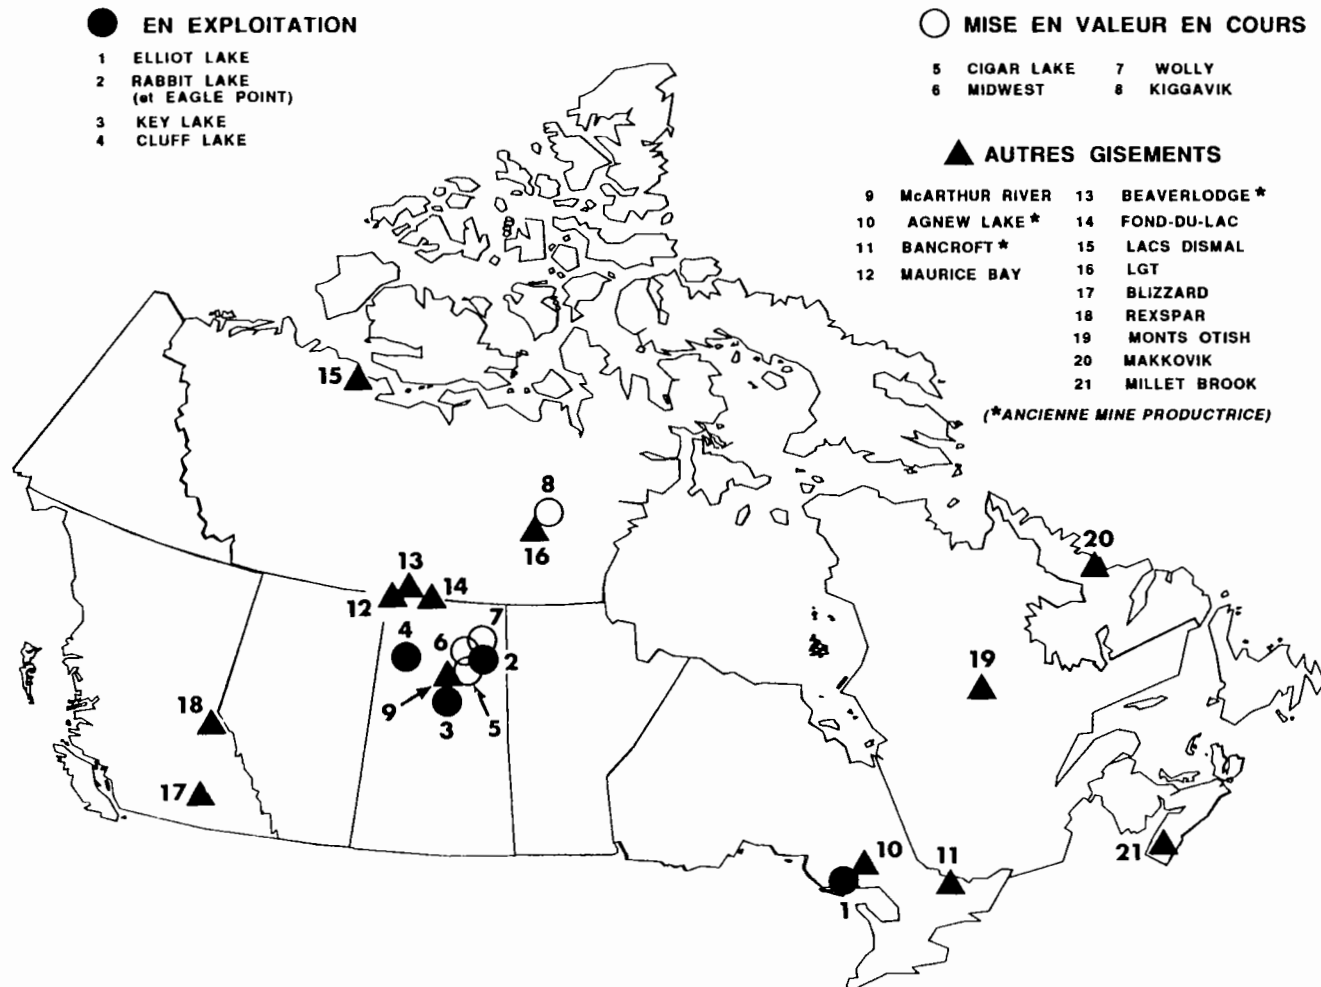 EN EXPLOITATION
1 ELLIOT LAKE
2 RABBIT LAKE
(et EAGLE POINT)
3 KEY LAKE
4 CLUFF LAKE
MISE EN VALEUR EN COURS
5 CIGAR LAKE 7 WOLLY
6 MIDWEST 8 KIGGAVIK
AUTRES GISEMENTS
9 McARTHUR RIVER 13 BEAVERLODGE*
10 AGNEW LAKE* 14 FOND-DU-LAC
11 BANCROFT* 15 LACS DISMAL
12 MAURICE BAY 16 LGT
17 BLIZZARD
18 REXSPAR
19 MONTS OTISH
20 MAKKOVIK
21 MILLET BROOK
(*ANCIENNE MINE PRODUCTRICE)
15
8
16
20
13
12
14
7
6
4
2
19
9
3
5
18
17
10
11
21
1